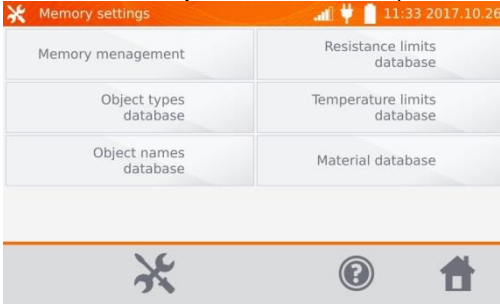 Memory settings
11:33 2017.10.26
Memory menagement
Resistance limits
database
Object types
database
Temperature limits
database
Object names
database
Material database
?